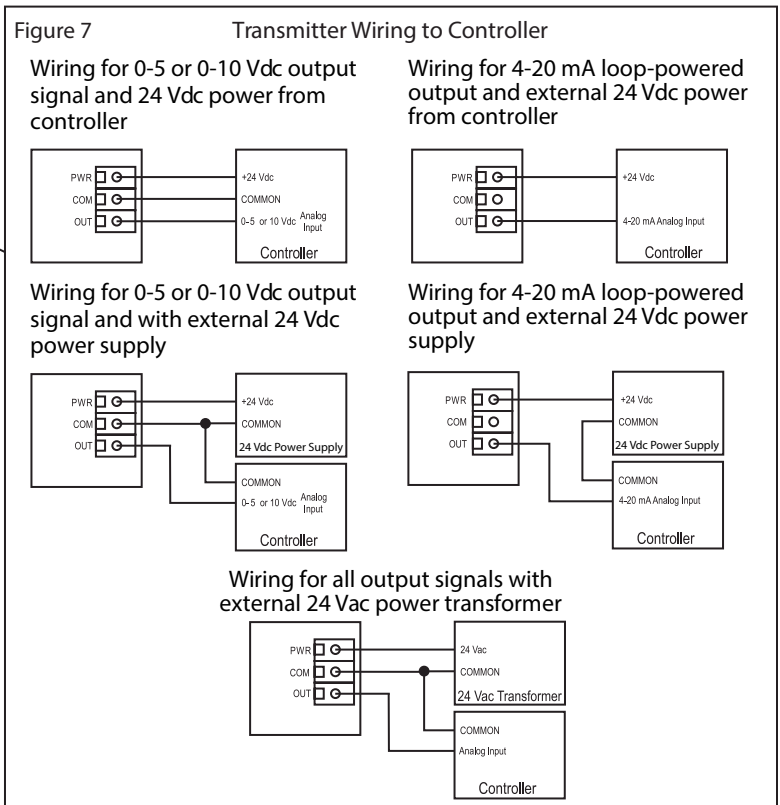 Figure 7 Transmitter Wiring to Controller
Wiring for 0-5 or 0-10 Vdc output
signal and 24 Vdc power from
controller
PWR
COM
OUT
+24 Vdc
COMMON
0-5 or 10 Vdc Analog
Input
Controller
Wiring for 4-20 mA loop-powered
output and external 24 Vdc power
from controller
PWR
COM
OUT
+24 Vdc
4-20 mA Analog Input
Controller
Wiring for 0-5 or 0-10 Vdc output
signal and with external 24 Vdc
power supply
PWR
COM
OUT
+24 Vdc
COMMON
24 Vdc Power Supply
COMMON
0-5 or 10 Vdc Analog
Input
Controller
Wiring for 4-20 mA loop-powered
output and external 24 Vdc power
supply
PWR
COM
OUT
+24 Vdc
COMMON
24 Vdc Power Supply
COMMON
4-20 mA Analog Input
Controller
Wiring for all output signals with
external 24 Vac power transformer
PWR
COM
OUT
24 Vac
COMMON
24 Vac Transformer
COMMON
Analog Input
Controller